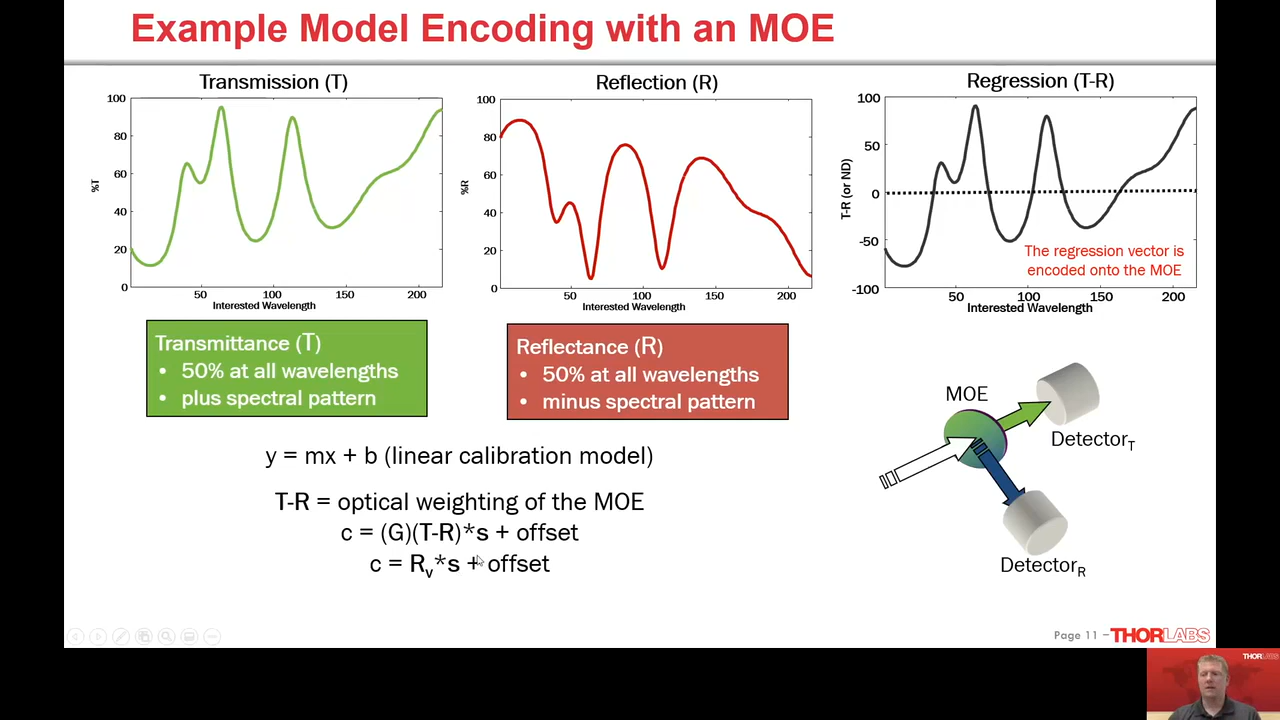 Example Model Encoding with an MOE
Transmission (T)
100
80
60
40
20
0
%T
50
100
150
200
Interested Wavelength
Reflection (R)
100
80
60
40
20
0
%R
50
100
150
200
Interested Wavelength
Regression (T-R)
100
50
0
-50
-100
T-R (or ND)
The regression vector is
encoded onto the MOE
50
100
150
200
Interested Wavelength
Transmittance (T)
• 50% at all wavelengths
• plus spectral pattern
Reflectance (R)
• 50% at all wavelengths
• minus spectral pattern
y = mx + b (linear calibration model)
T-R = optical weighting of the MOE
c = (G)(T-R)*s + offset
c = Rv*s + offset
MOE
DetectorT
DetectorR
Page 11 – THORLABS
THORLABS